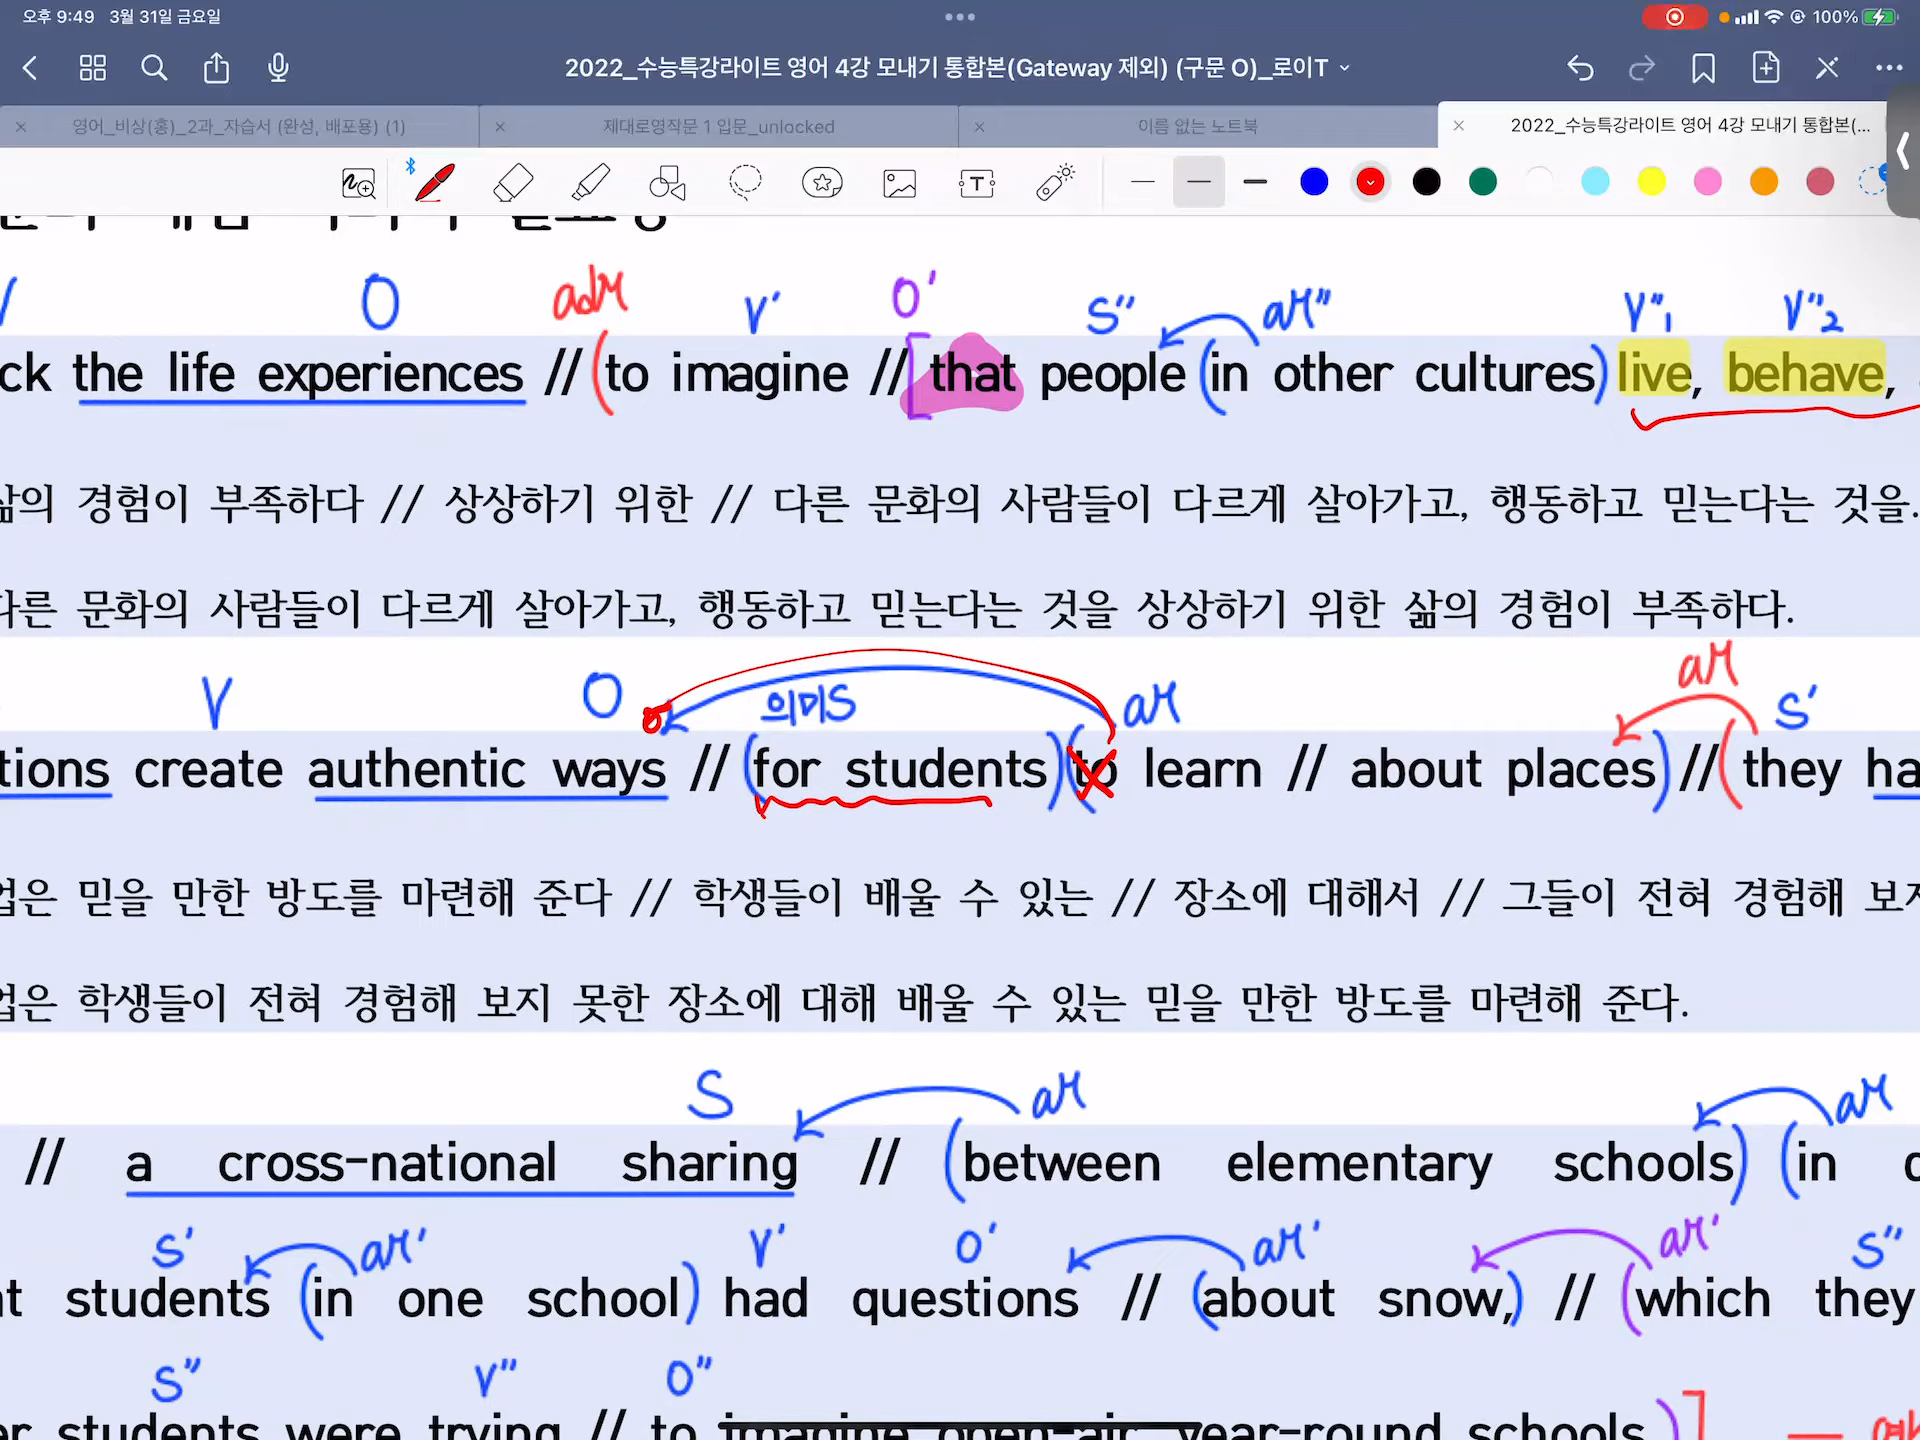 오후 9:49 3월 31일 금요일
100%
2022_수능특강라이트 영어 4강 모내기 통합본(Gateway 제외) (구문 O)_로이T
영어_비상(홍)_2과_자습서 (완성, 배포용) (1)
제대로영작문 1 입문_unlocked
이름 없는 노트북
2022_수능특강라이트 영어 4강 모내기 통합본(...
V O V' O' S" V"1 V"2
ck the life experiences // (to imagine // [that people (in other cultures) live, behave,
삶의 경험이 부족하다 // 상상하기 위한 // 다른 문화의 사람들이 다르게 살아가고, 행동하고 믿는다는 것을.
다른 문화의 사람들이 다르게 살아가고, 행동하고 믿는다는 것을 상상하기 위한 삶의 경험이 부족하다.
V O 의미S S'
tions create authentic ways // (for students) (to learn // about places) // (they ha
업은 믿을 만한 방도를 마련해 준다 // 학생들이 배울 수 있는 // 장소에 대해서 // 그들이 전혀 경험해 보지
업은 학생들이 전혀 경험해 보지 못한 장소에 대해 배울 수 있는 믿을 만한 방도를 마련해 준다.
S
// a cross-national sharing // (between elementary schools) (in
S' V' O' S"
students (in one school) had questions // (about snow,) // (which they
S" V" O"
er students were trying // to imagine open-air, year-round schools.)]